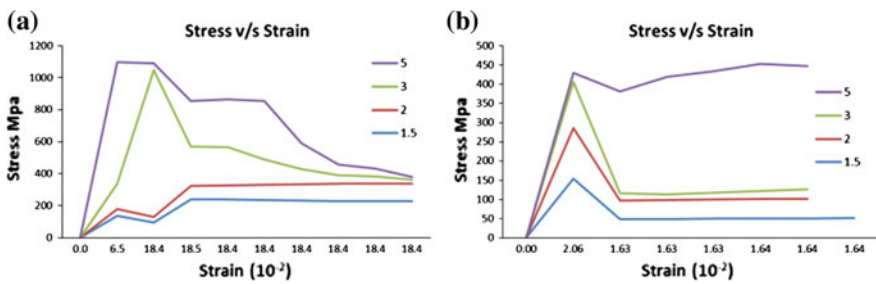 (a)
Stress v/s Strain
1200
1000
800
600
400
200
0
Stress Mpa
5
3
2
1.5
0.0 6.5 18.4 18.5 18.4 18.4 18.4 18.4 18.4 18.4
Strain (10⁻²)
(b)
Stress v/s Strain
500
450
400
350
300
250
200
150
100
50
0
Stress Mpa
5
3
2
1.5
0.00 2.06 1.63 1.63 1.63 1.64 1.64 1.64
Strain (10⁻²)